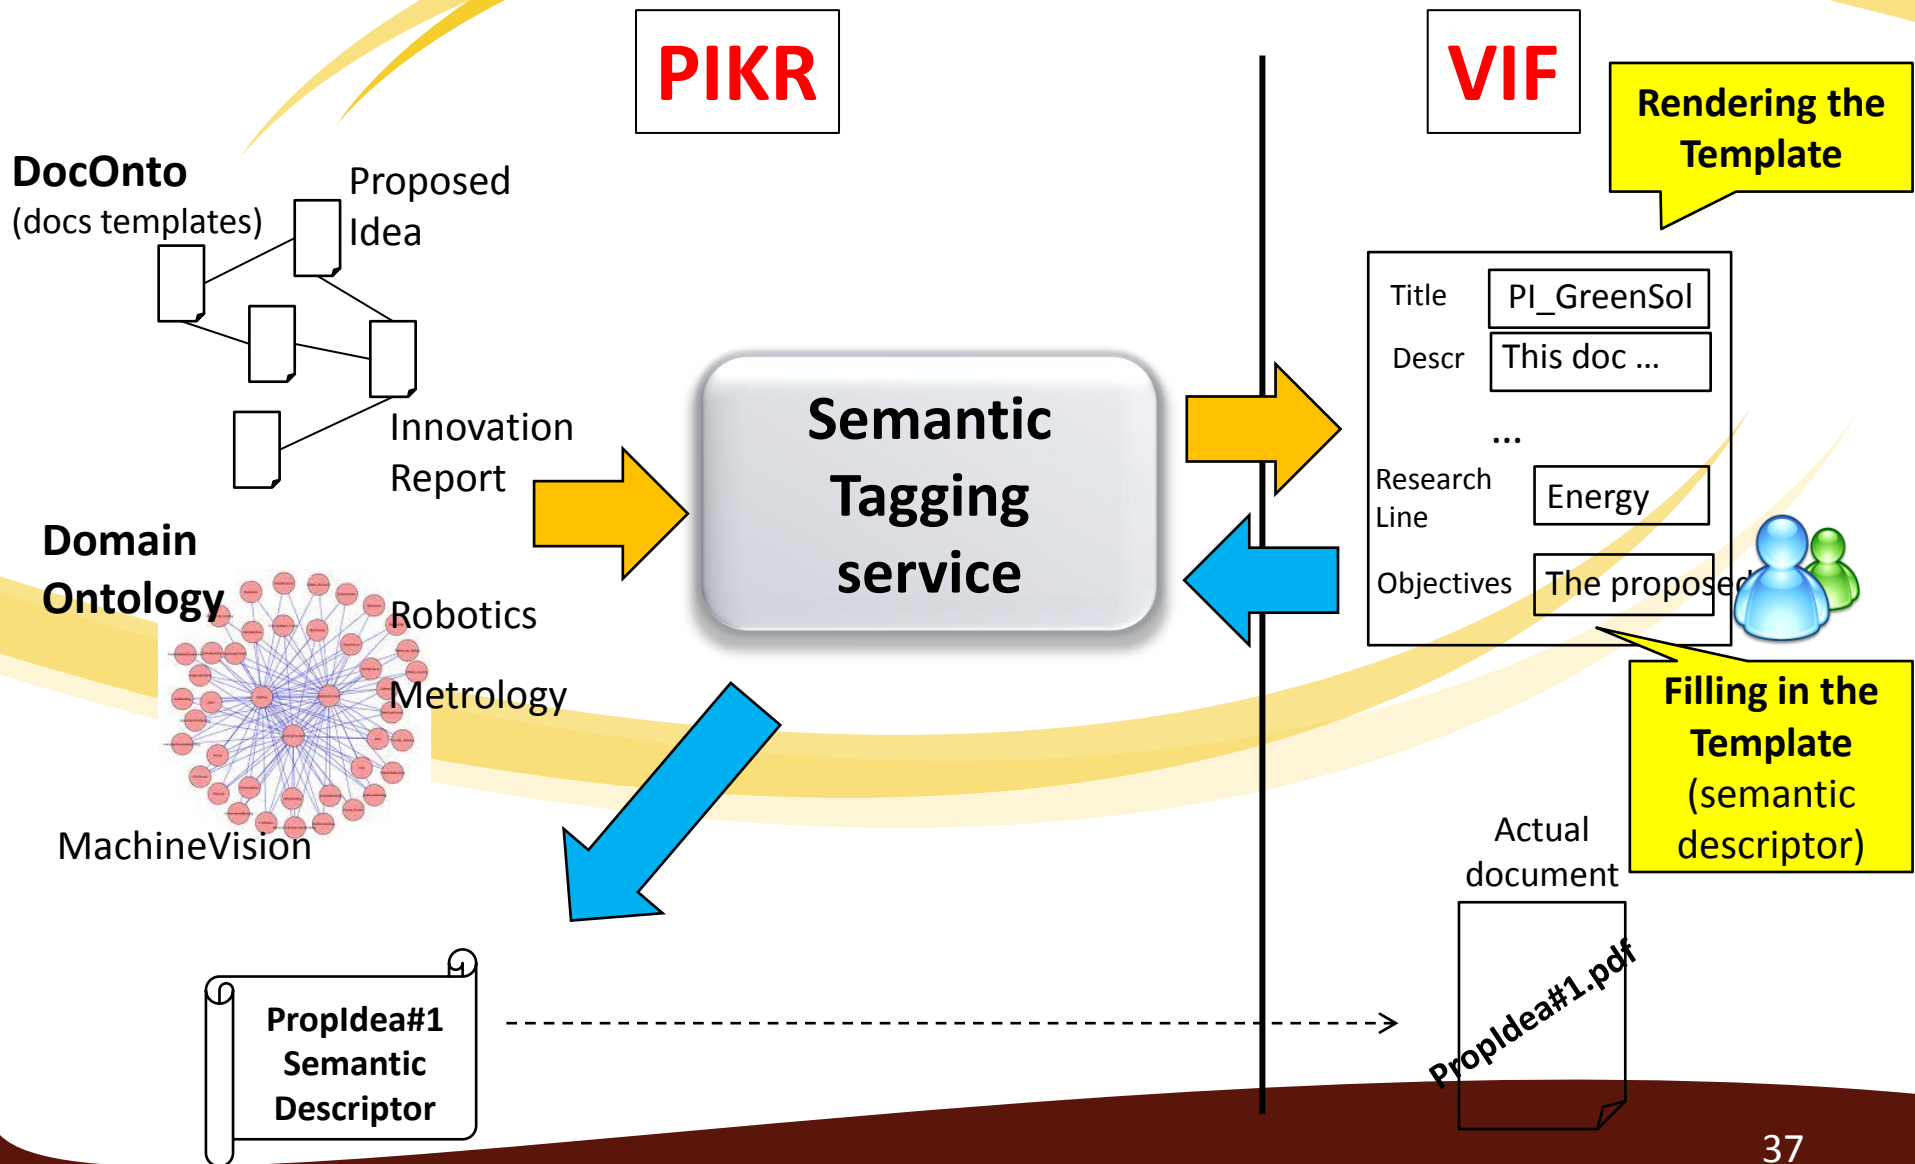 PIKR
VIF
Rendering the
Template
DocOnto
(docs templates)
Proposed
Idea
Innovation
Report
Domain
Ontology
Robotics
Metrology
MachineVision
Semantic
Tagging
service
Title
PI_GreenSol
Descr
This doc ...
...
Research
Line
Energy
Objectives
The proposed
Filling in the
Template
(semantic
descriptor)
Actual
document
PropIdea#1.pdf
PropIdea#1
Semantic
Descriptor
37